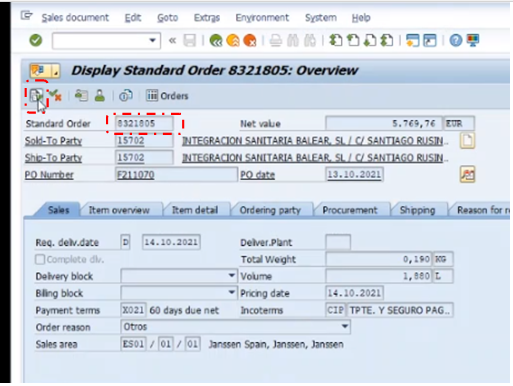 Sales document Edit Goto Extras Environment System Help
Display Standard Order 8321805: Overview
Orders
Standard Order 8321805 Net value 5.769,76 EUR
Sold-To Party 15702 INTEGRACION SANITARIA BALEAR, SL / C/ SANTIAGO RUSIN...
Ship-To Party 15702 INTEGRACION SANITARIA BALEAR, SL / C/ SANTIAGO RUSIN...
PO Number F211070 PO date 13.10.2021
Sales Item overview Item detail Ordering party Procurement Shipping Reason for r
Req. deliv.date D 14.10.2021 Deliver.Plant
Complete dlv. Total Weight 0,190 KG
Delivery block Volume 1,880 L
Billing block Pricing date 14.10.2021
Payment terms X021 60 days due net Incoterms CIP TPTE. Y SEGURO PAG...
Order reason Otros
Sales area ES01 / 01 / 01 Janssen Spain, Janssen, Janssen